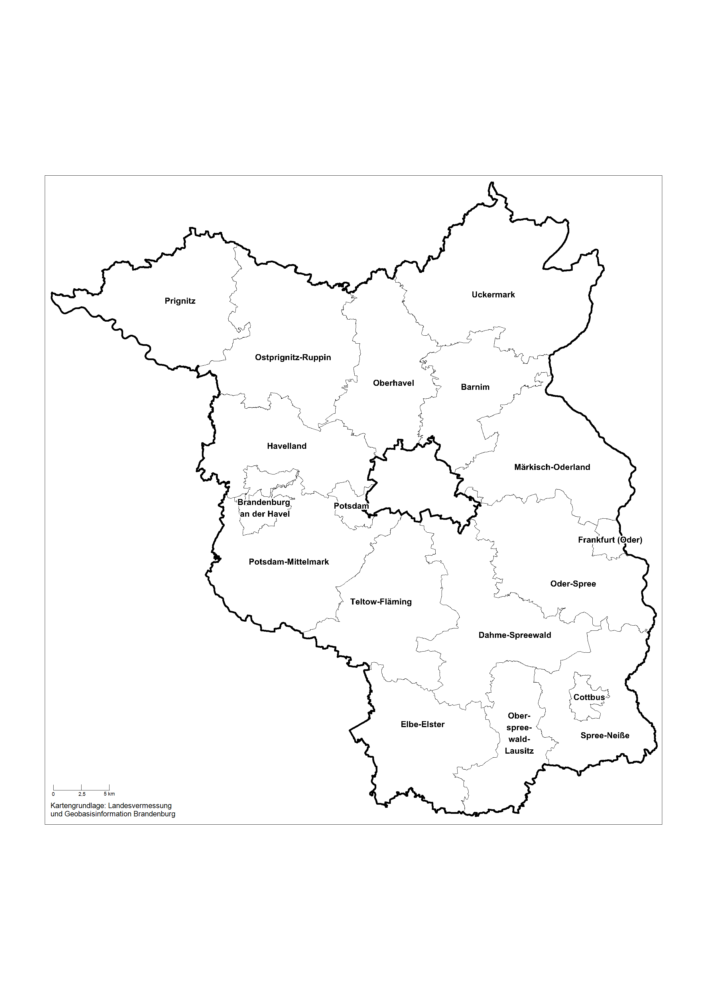 Uckermark
Prignitz
Ostprignitz-Ruppin
Oberhavel
Barnim
Havelland
Märkisch-Oderland
Brandenburg
an der Havel
Potsdam
Frankfurt (Oder)
Potsdam-Mittelmark
Oder-Spree
Teltow-Fläming
Dahme-Spreewald
Cottbus
Elbe-Elster
Ober-
spree-
wald-
Lausitz
Spree-Neiße
0 2,5 5 km
Kartengrundlage: Landesvermessung
und Geobasisinformation Brandenburg